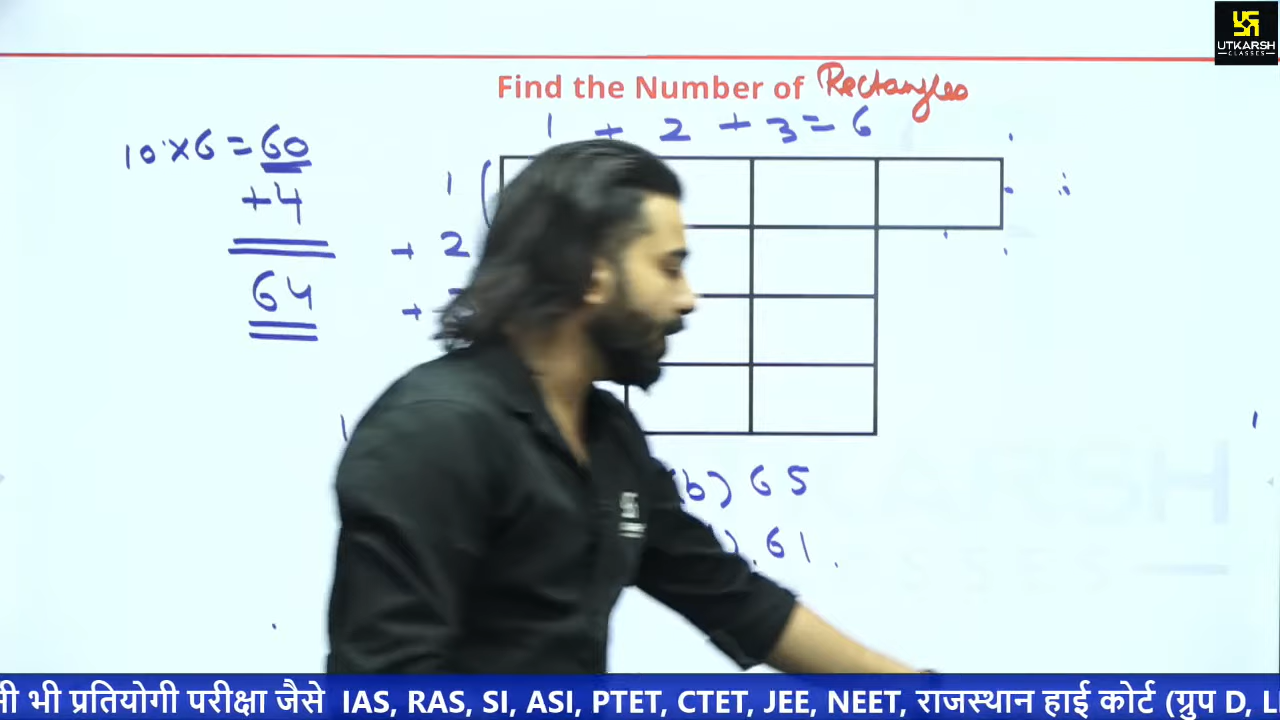 UTKARSH
CLASSES
Find the Number of Rectangles
1 + 2 + 3 = 6
10 × 6 = 60
+4
64
1
+ 2
+
(b) 65
61
भी प्रतियोगी परीक्षा जैसे IAS, RAS, SI, ASI, PTET, CTET, JEE, NEET, राजस्थान हाई कोर्ट (ग्रुप D,